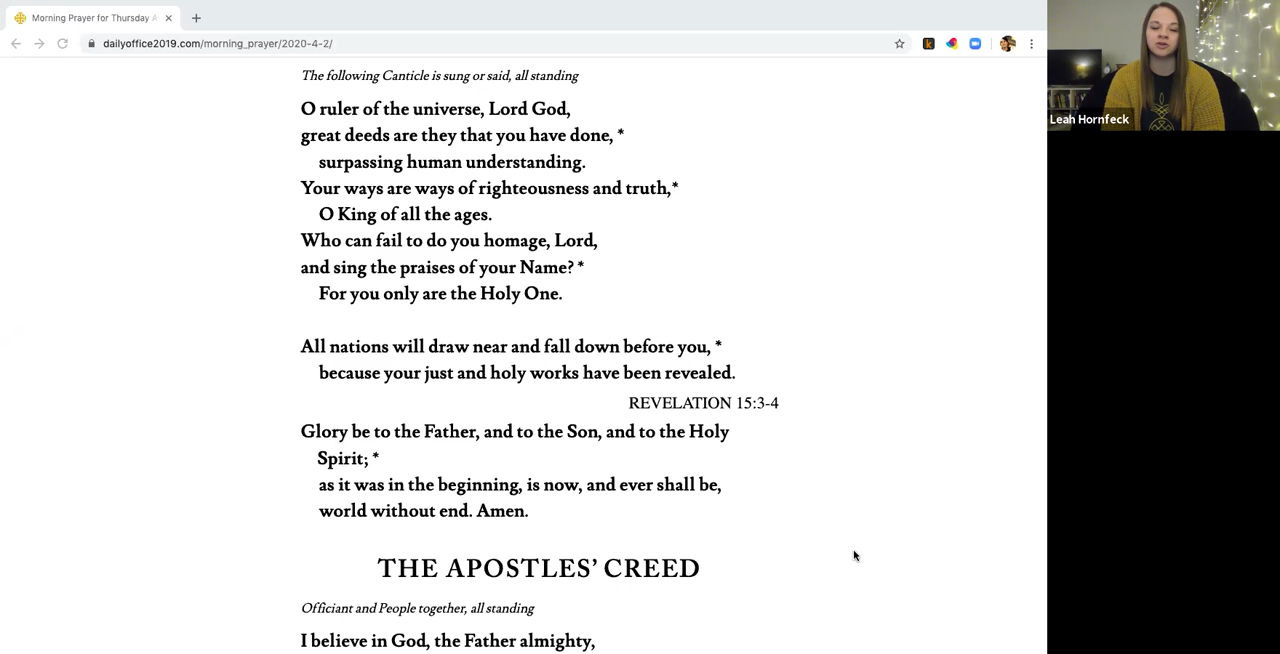 Morning Prayer for Thursday A
dailyoffice2019.com/morning_prayer/2020-4-2/
Leah Hornfeck
The following Canticle is sung or said, all standing
O ruler of the universe, Lord God,
great deeds are they that you have done, *
surpassing human understanding.
Your ways are ways of righteousness and truth,*
O King of all the ages.
Who can fail to do you homage, Lord,
and sing the praises of your Name? *
For you only are the Holy One.
All nations will draw near and fall down before you, *
because your just and holy works have been revealed.
REVELATION 15:3-4
Glory be to the Father, and to the Son, and to the Holy
Spirit; *
as it was in the beginning, is now, and ever shall be,
world without end. Amen.
THE APOSTLES’ CREED
Officiant and People together, all standing
I believe in God, the Father almighty,